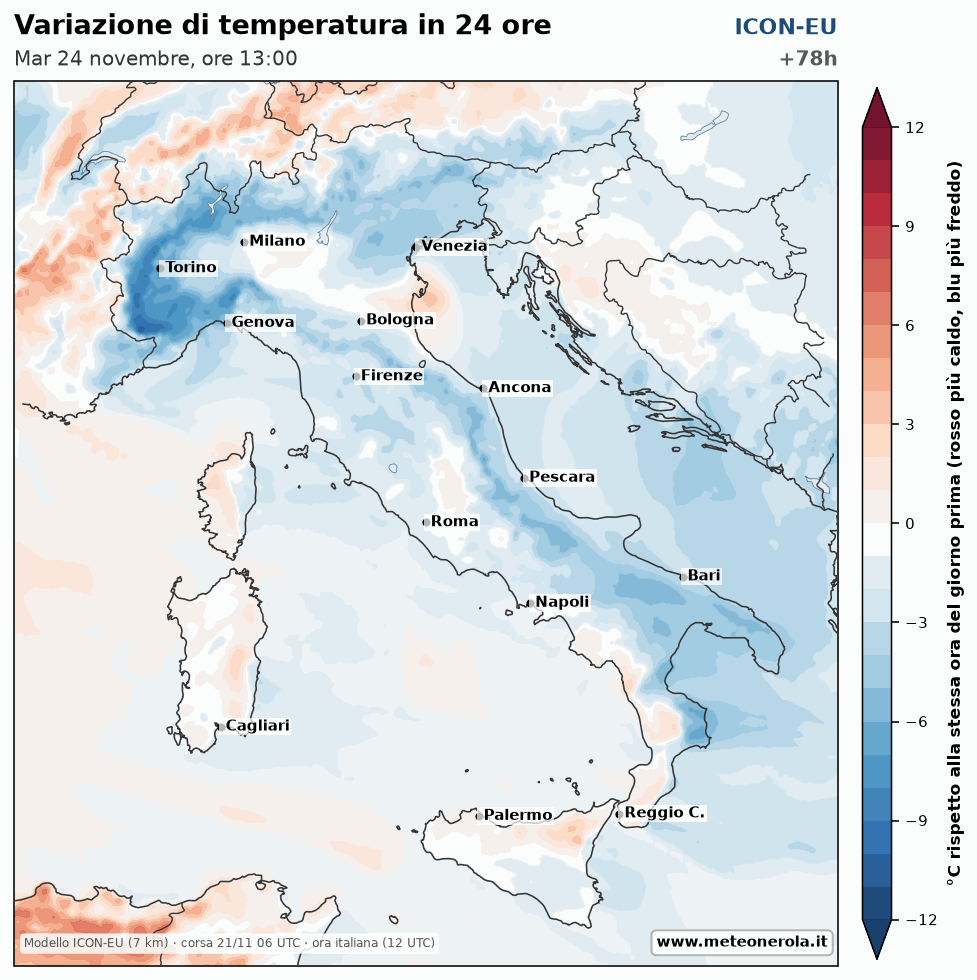 Variazione di temperatura in 24 ore
ICON-EU
Mar 24 novembre, ore 13:00
+78h
Milano
Venezia
Torino
Genova
Bologna
Firenze
Ancona
Pescara
Roma
Bari
Napoli
Cagliari
Palermo
Reggio C.
12
9
6
3
0
−3
−6
−9
−12
°C rispetto alla stessa ora del giorno prima (rosso più caldo, blu più freddo)
Modello ICON-EU (7 km) · corsa 21/11 06 UTC · ora italiana (12 UTC)
www.meteonerola.it